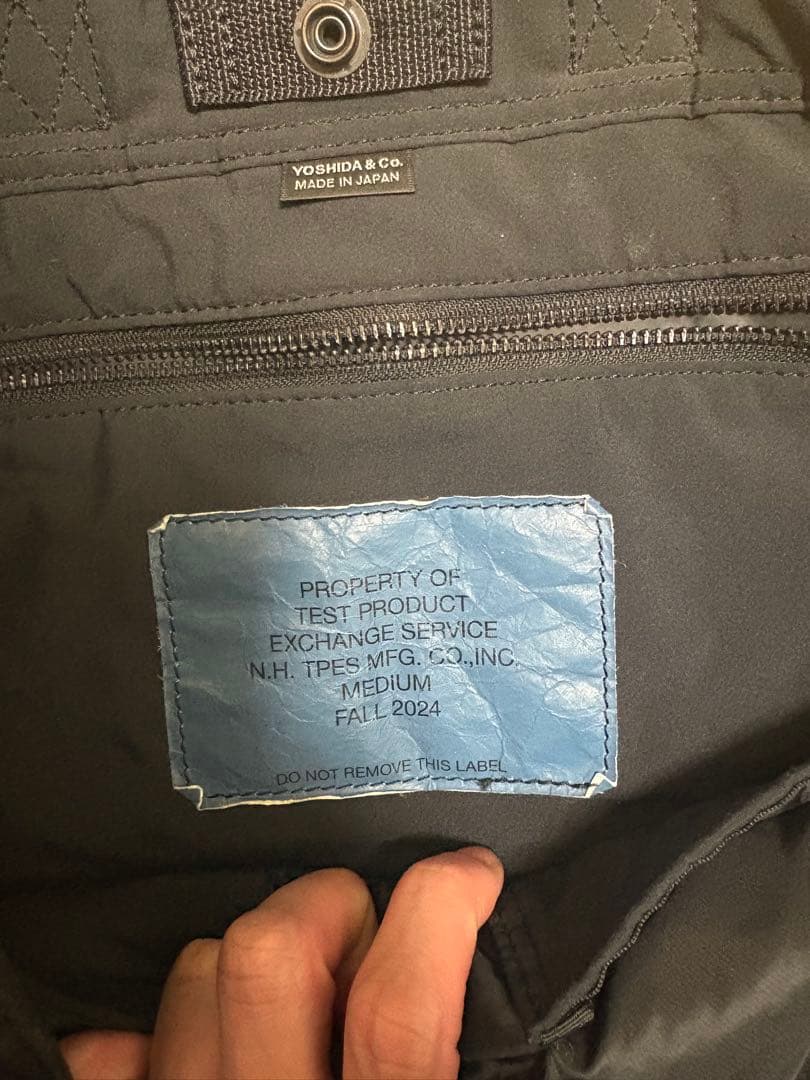 YOSHIDA & Co.
MADE IN JAPAN
PROPERTY OF
TEST PRODUCT
EXCHANGE SERVICE
N.H. TPES MFG. CO.,INC.
MEDIUM
FALL 2024
DO NOT REMOVE THIS LABEL